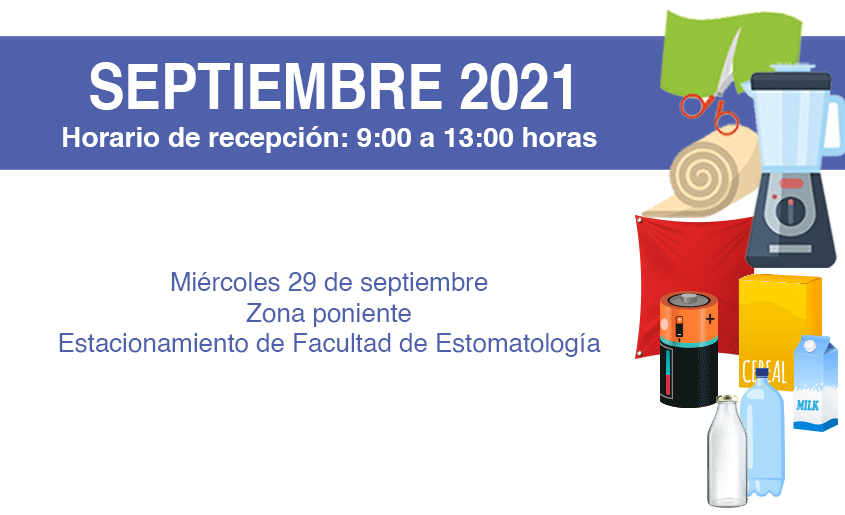 SEPTIEMBRE 2021
Horario de recepción: 9:00 a 13:00 horas
Miércoles 29 de septiembre
Zona poniente
Estacionamiento de Facultad de Estomatología
+
CEREAL
MILK